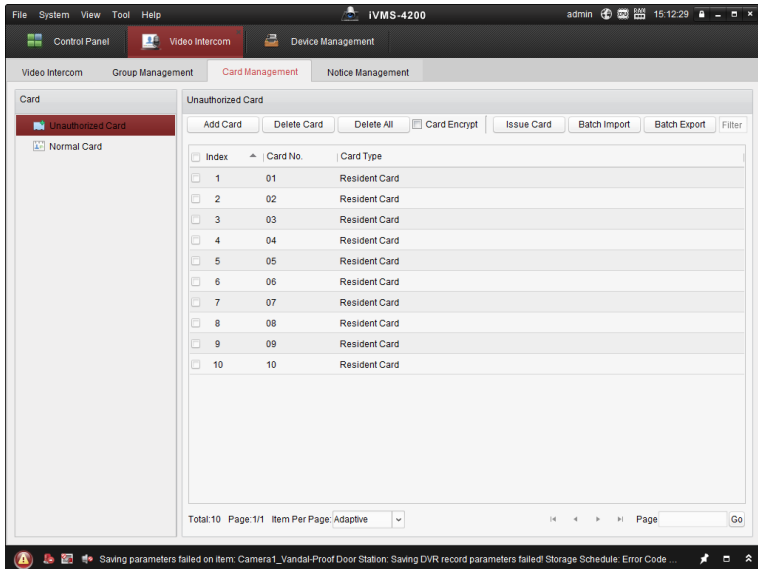 File System View Tool Help iVMS-4200 admin CPU RAM 15:12:29
Control Panel Video Intercom Device Management
Video Intercom Group Management Card Management Notice Management
Card Unauthorized Card
Unauthorized Card Add Card Delete Card Delete All Card Encrypt Issue Card Batch Import Batch Export Filter
Normal Card
Index Card No. Card Type
1 01 Resident Card
2 02 Resident Card
3 03 Resident Card
4 04 Resident Card
5 05 Resident Card
6 06 Resident Card
7 07 Resident Card
8 08 Resident Card
9 09 Resident Card
10 10 Resident Card
Total:10 Page:1/1 Item Per Page: Adaptive Page Go
Saving parameters failed on item: Camera1_Vandal-Proof Door Station: Saving DVR record parameters failed! Storage Schedule: Error Code ...